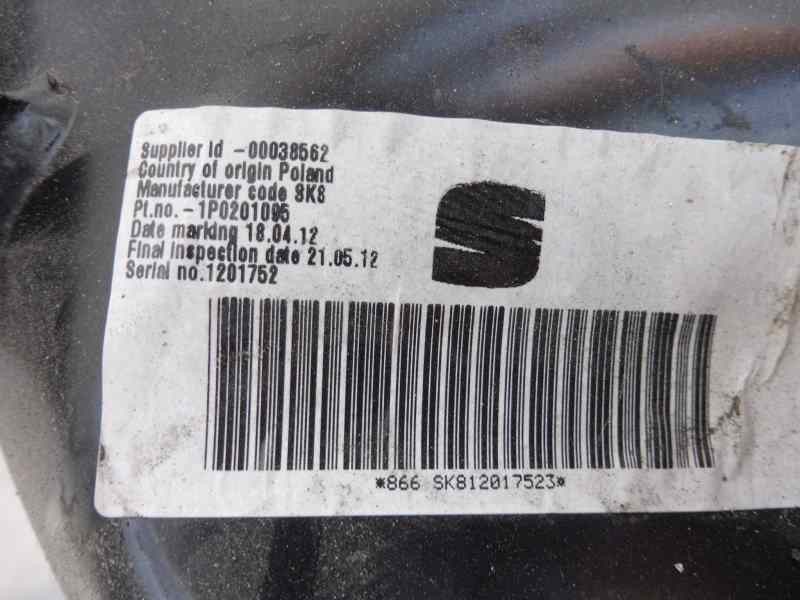 Supplier id -00038562
Country of origin Poland
Manufacturer code SK8
Pt.no.-1P0201095
Date marking 18.04.12
Final inspection date 21.05.12
Serial no.1201752
*866 SK812017523*